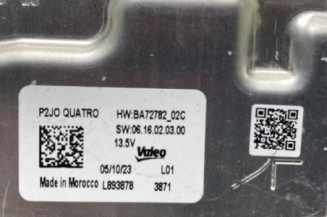 P2JO QUATRO HW:BA72782_02C
SW:06.16.02.03.00
13.5V Valeo
05/10/23 L01
Made in Morocco L893878 3871